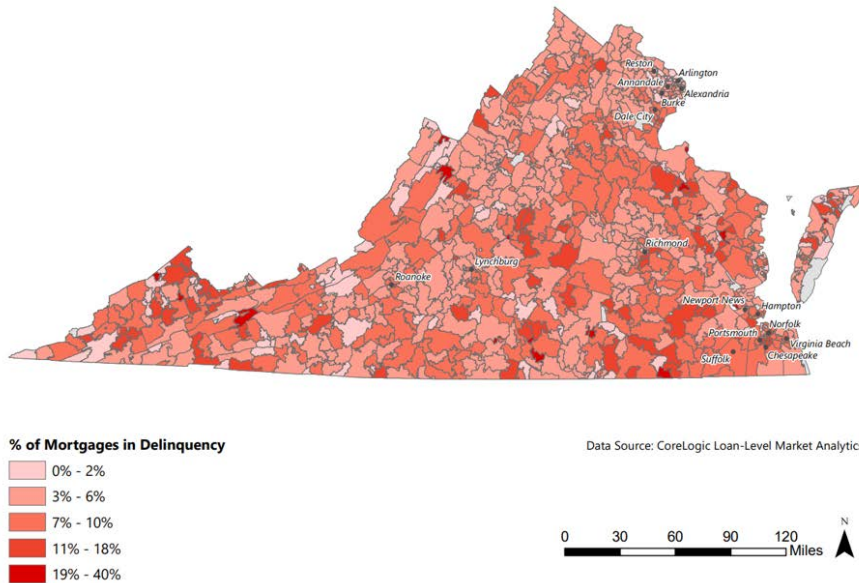 Reston
Arlington
Annandale
Alexandria
Burke
Dale City
Richmond
Lynchburg
Roanoke
Newport News
Hampton
Norfolk
Portsmouth
Virginia Beach
Suffolk
Chesapeake
% of Mortgages in Delinquency
Data Source: CoreLogic Loan-Level Market Analytic
0% - 2%
3% - 6%
7% - 10%
11% - 18%
19% - 40%
N
0 30 60 90 120
Miles